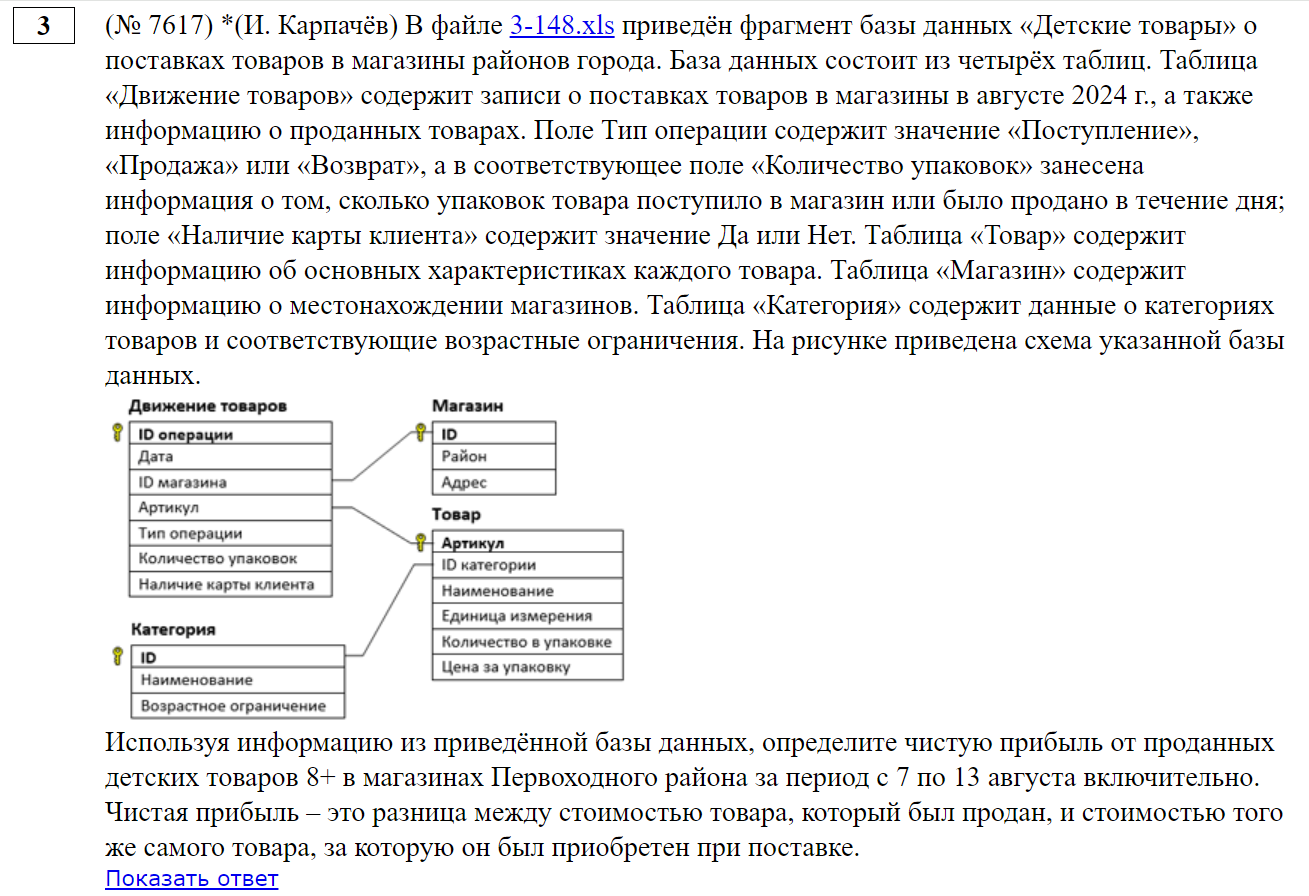 3
(№ 7617) *(И. Карпачёв) В файле 3-148.xls приведён фрагмент базы данных «Детские товары» о
поставках товаров в магазины районов города. База данных состоит из четырёх таблиц. Таблица
«Движение товаров» содержит записи о поставках товаров в магазины в августе 2024 г., а также
информацию о проданных товарах. Поле Тип операции содержит значение «Поступление»,
«Продажа» или «Возврат», а в соответствующее поле «Количество упаковок» занесена
информация о том, сколько упаковок товара поступило в магазин или было продано в течение дня;
поле «Наличие карты клиента» содержит значение Да или Нет. Таблица «Товар» содержит
информацию об основных характеристиках каждого товара. Таблица «Магазин» содержит
информацию о местонахождении магазинов. Таблица «Категория» содержит данные о категориях
товаров и соответствующие возрастные ограничения. На рисунке приведена схема указанной базы
данных.
Движение товаров
ID операции
Дата
ID магазина
Артикул
Тип операции
Количество упаковок
Наличие карты клиента
Магазин
ID
Район
Адрес
Товар
Артикул
ID категории
Наименование
Единица измерения
Количество в упаковке
Цена за упаковку
Категория
ID
Наименование
Возрастное ограничение
Используя информацию из приведённой базы данных, определите чистую прибыль от проданных
детских товаров 8+ в магазинах Первоходного района за период с 7 по 13 августа включительно.
Чистая прибыль – это разница между стоимостью товара, который был продан, и стоимостью того
же самого товара, за которую он был приобретен при поставке.
Показать ответ